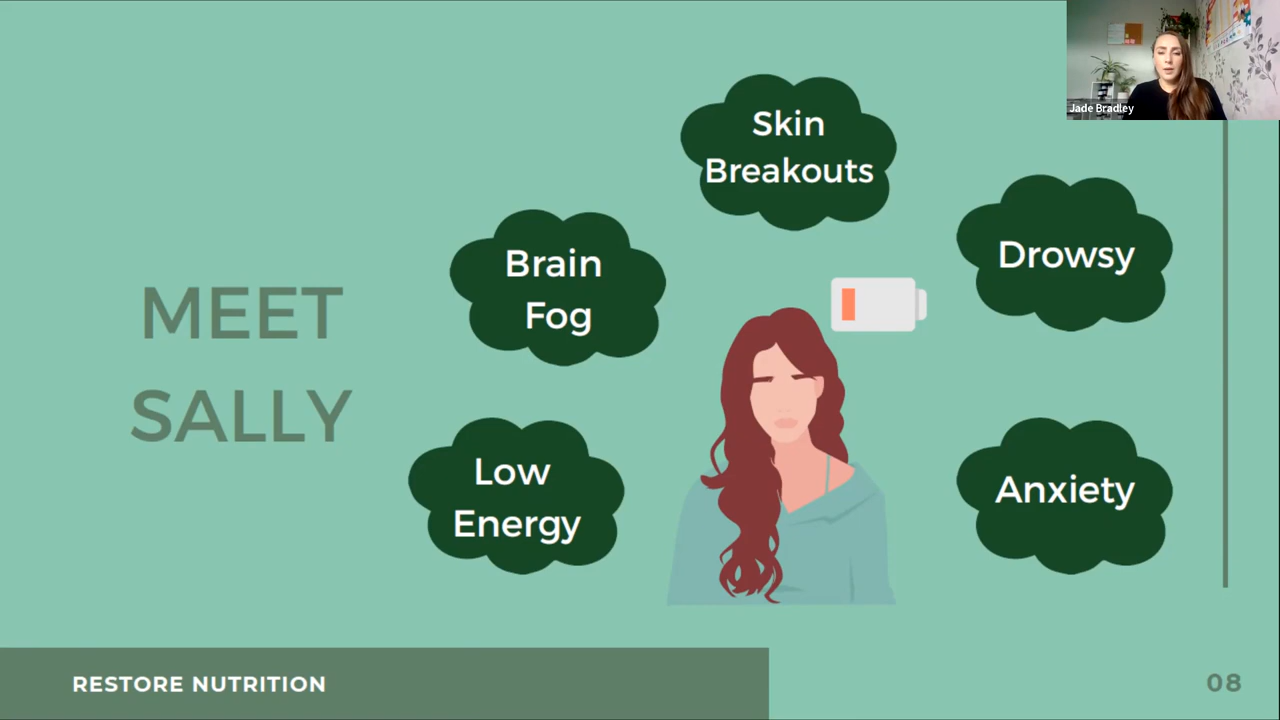 Jade Bradley
Skin
Breakouts
Drowsy
Brain
Fog
MEET
SALLY
Low
Energy
Anxiety
RESTORE NUTRITION
08